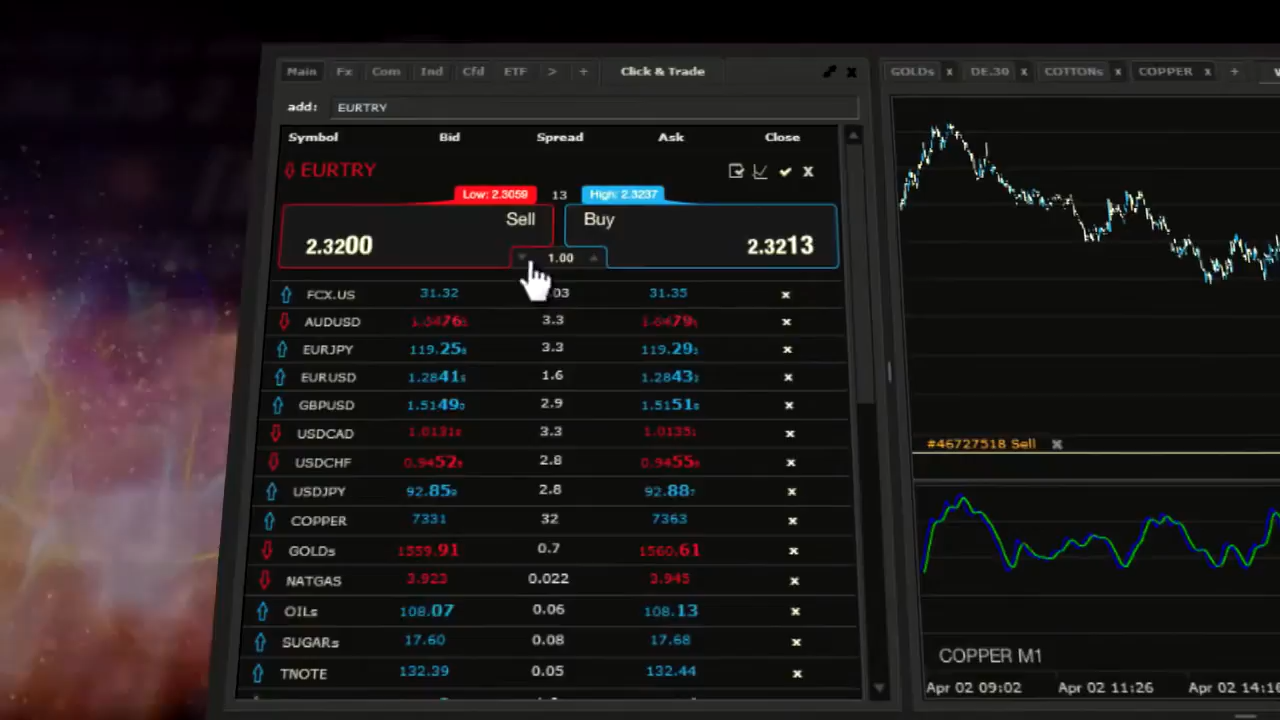 Main Fx Com Ind Cfd ETF > + Click & Trade
add: EURTRY
Symbol Bid Spread Ask Close
EURTRY
Low: 2.3059 13 High: 2.3237
Sell Buy
2.3200 2.3213
1.00
FCX.US 31.32 03 31.35 x
AUDUSD 3.3 x
EURJPY 119.25 3.3 119.29 x
EURUSD 1.2841 1.6 1.2843 x
GBPUSD 1.5149 2.9 1.5151 x
USDCAD 3.3 x
USDCHF 0.9452 2.8 0.9455 x
USDJPY 92.85 2.8 92.88 x
COPPER 7331 32 7363 x
GOLDs 1559.91 0.7 1560.61 x
NATGAS 3.923 0.022 3.945 x
OILs 108.07 0.06 108.13 x
SUGARs 17.60 0.08 17.68 x
TNOTE 132.39 0.05 132.44 x
GOLDs x DE.30 x COTTONs x COPPER x +
#46727518 Sell x
COPPER M1
Apr 02 09:02 Apr 02 11:26 Apr 02 14:1